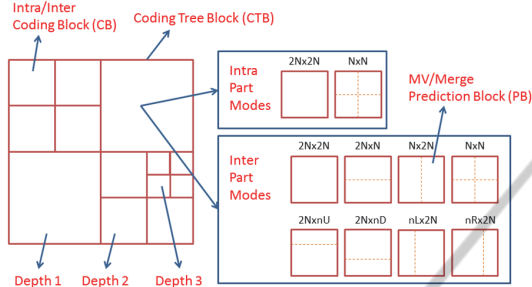 Intra/Inter
Coding Block (CB)
Coding Tree Block (CTB)
Intra
Part
Modes
2Nx2N
NxN
MV/Merge
Prediction Block (PB)
Inter
Part
Modes
2Nx2N
2NxN
Nx2N
NxN
2NxnU
2NxnD
nLx2N
nRx2N
Depth 1
Depth 2
Depth 3